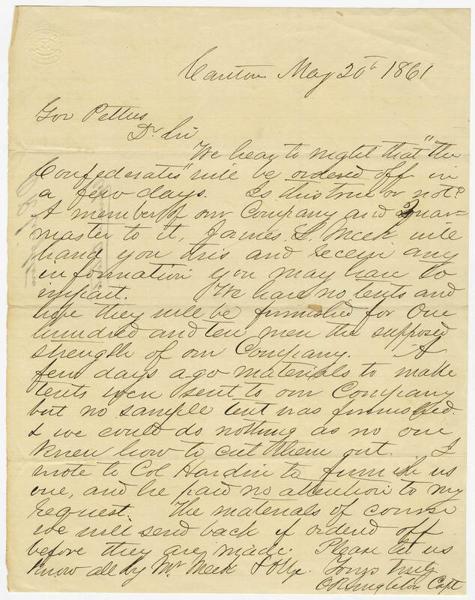 Canton May 20th 1861
Gov Pettus
Dr Sir
We hear to night that "the
Confederates" will be ordered off in
a few days. Is this true or not?
A member of our Company and Quar-
master to it, James S. Meek will
hand you this and receive any
information you may have to
impart. We have no tents and
hope they will be furnished for One
hundred and ten men the supposed
strength of our Company. A
few days ago materials to make
tents were sent to our Company
but no sample tent was furnished
& we could do nothing as no one
knew how to cut them out. I
wrote to Col Hardin to furnish us
one, and he paid no attention to my
request. The materials of course
we will send back if ordered off
before they are made. Please let us
know all by Mr. Meek & Oblige Yours truly
O R Singleton Capt